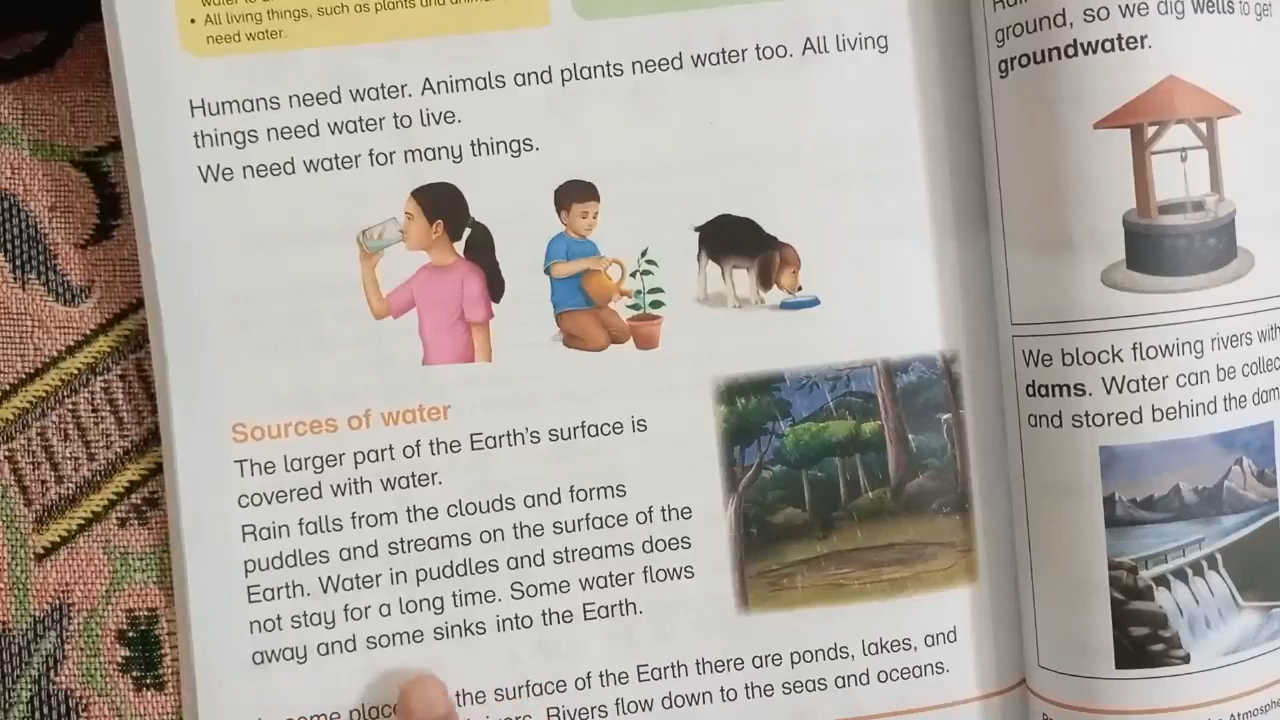 • All living things, such as plants and
need water.
Humans need water. Animals and plants need water too. All living
things need water to live.
We need water for many things.
Sources of water
The larger part of the Earth's surface is
covered with water.
Rain falls from the clouds and forms
puddles and streams on the surface of the
Earth. Water in puddles and streams does
not stay for a long time. Some water flows
away and some sinks into the Earth.
the surface of the Earth there are ponds, lakes, and
Rivers flow down to the seas and oceans.
ground, so we dig wells to get
groundwater.
We block flowing rivers with
dams. Water can be
and stored behind the dam